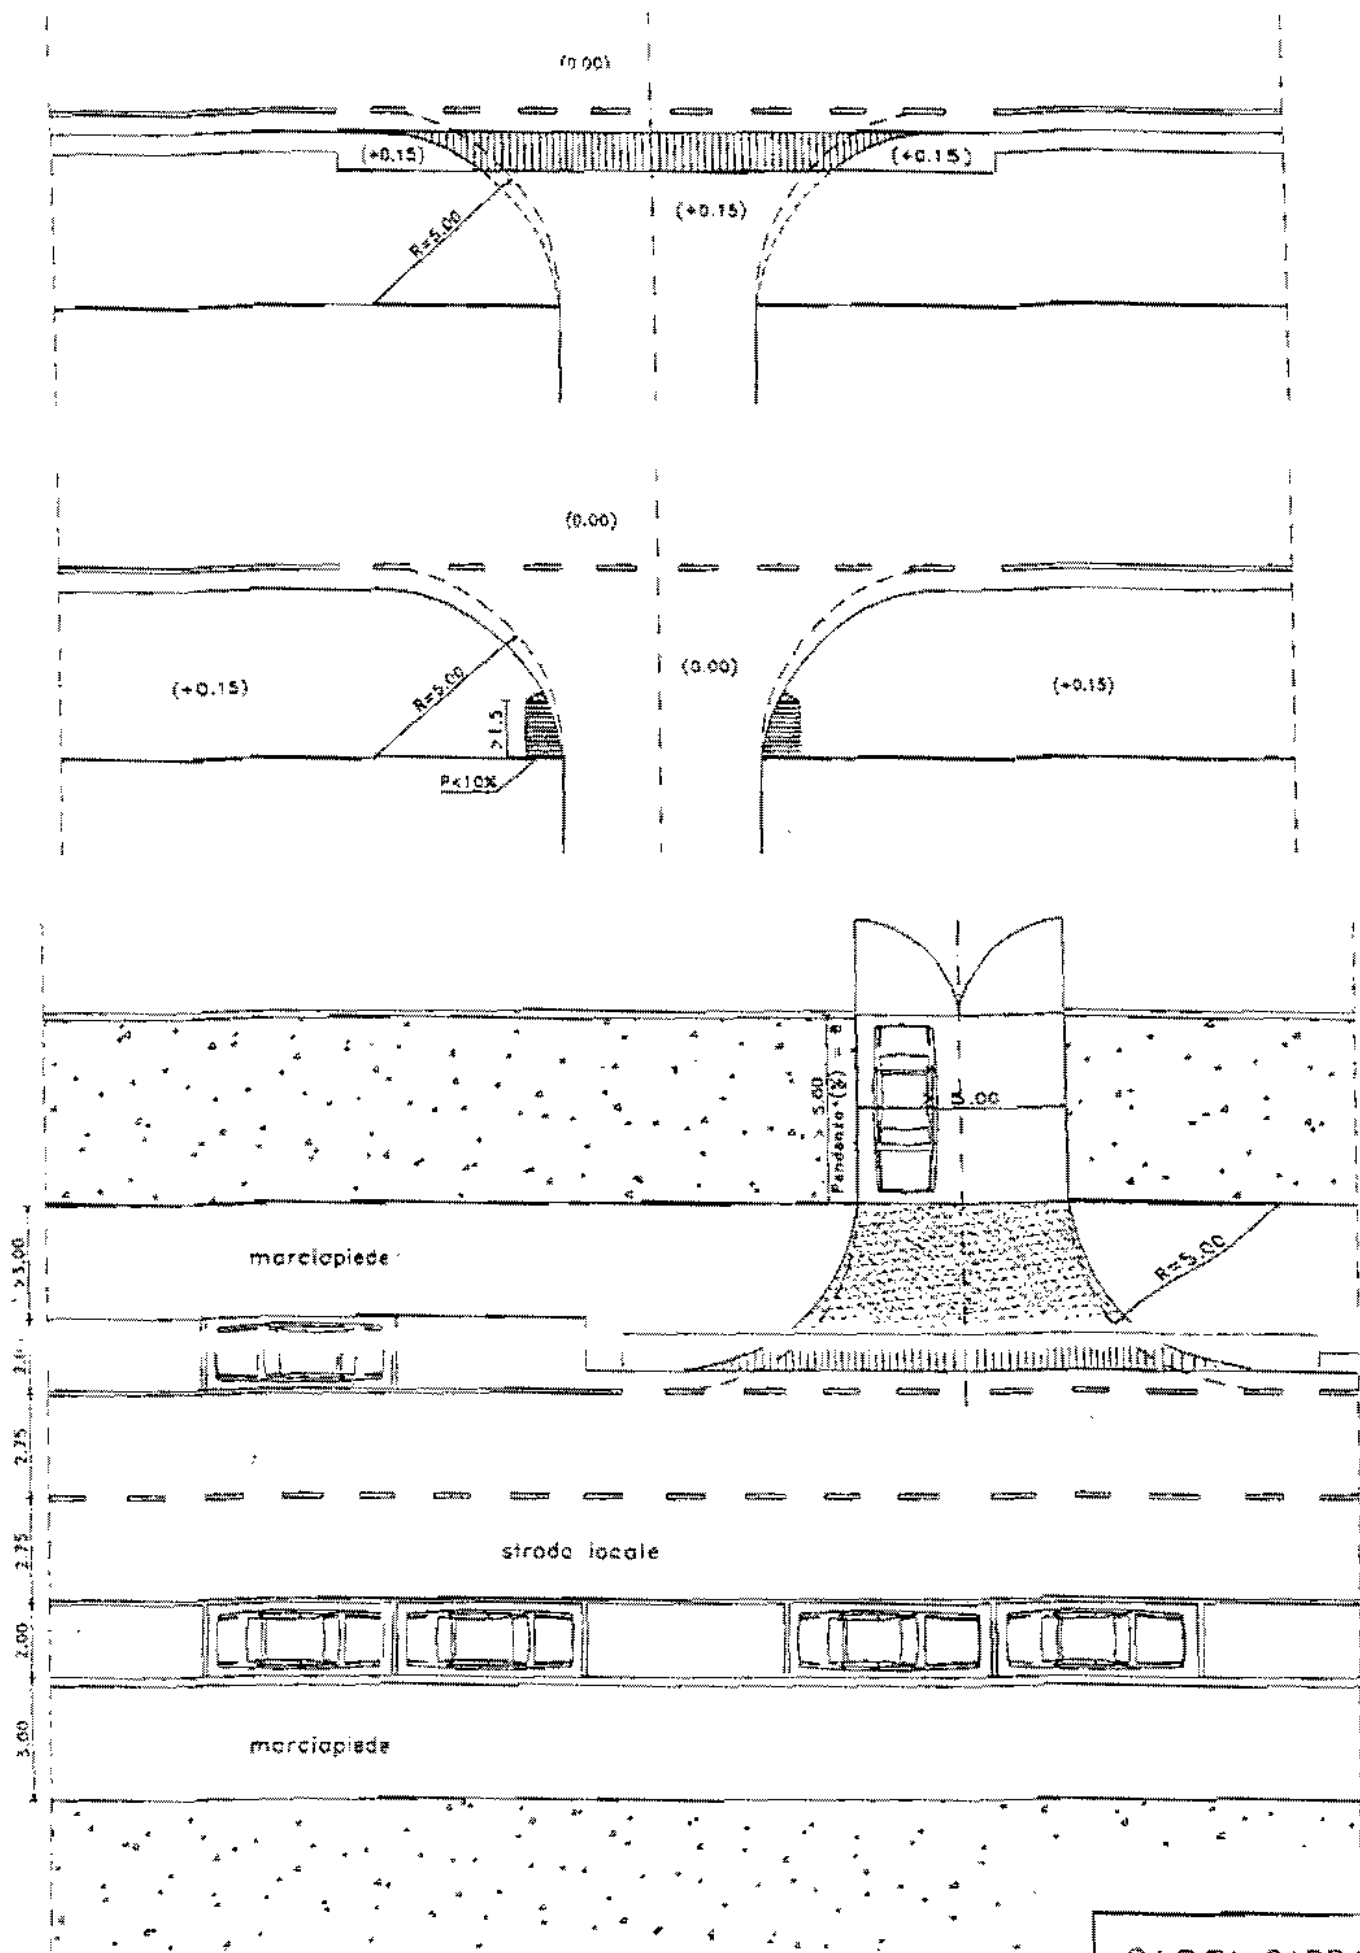 (0.00)
(+0.15)
(+0.15)
(+0.15)
R=5.00
(0.00)
(+0.15)
R=5.00
(0.00)
(+0.15)
>1.5
P<10%
> 5.00
5.00
marciapiede
>3.00
R=5.00
2.75
2.75
strada locale
2.00
3.00
marciapiede